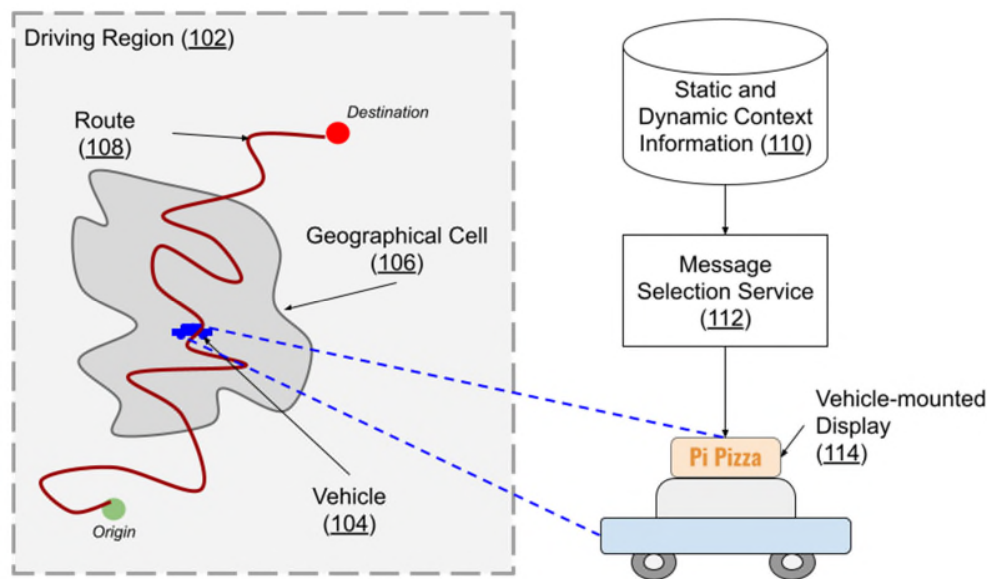 Driving Region (102)
Route
(108)
Destination
Geographical Cell
(106)
Vehicle
(104)
Origin
Static and
Dynamic Context
Information (110)
Message
Selection Service
(112)
Vehicle-mounted
Display
(114)
Pi Pizza